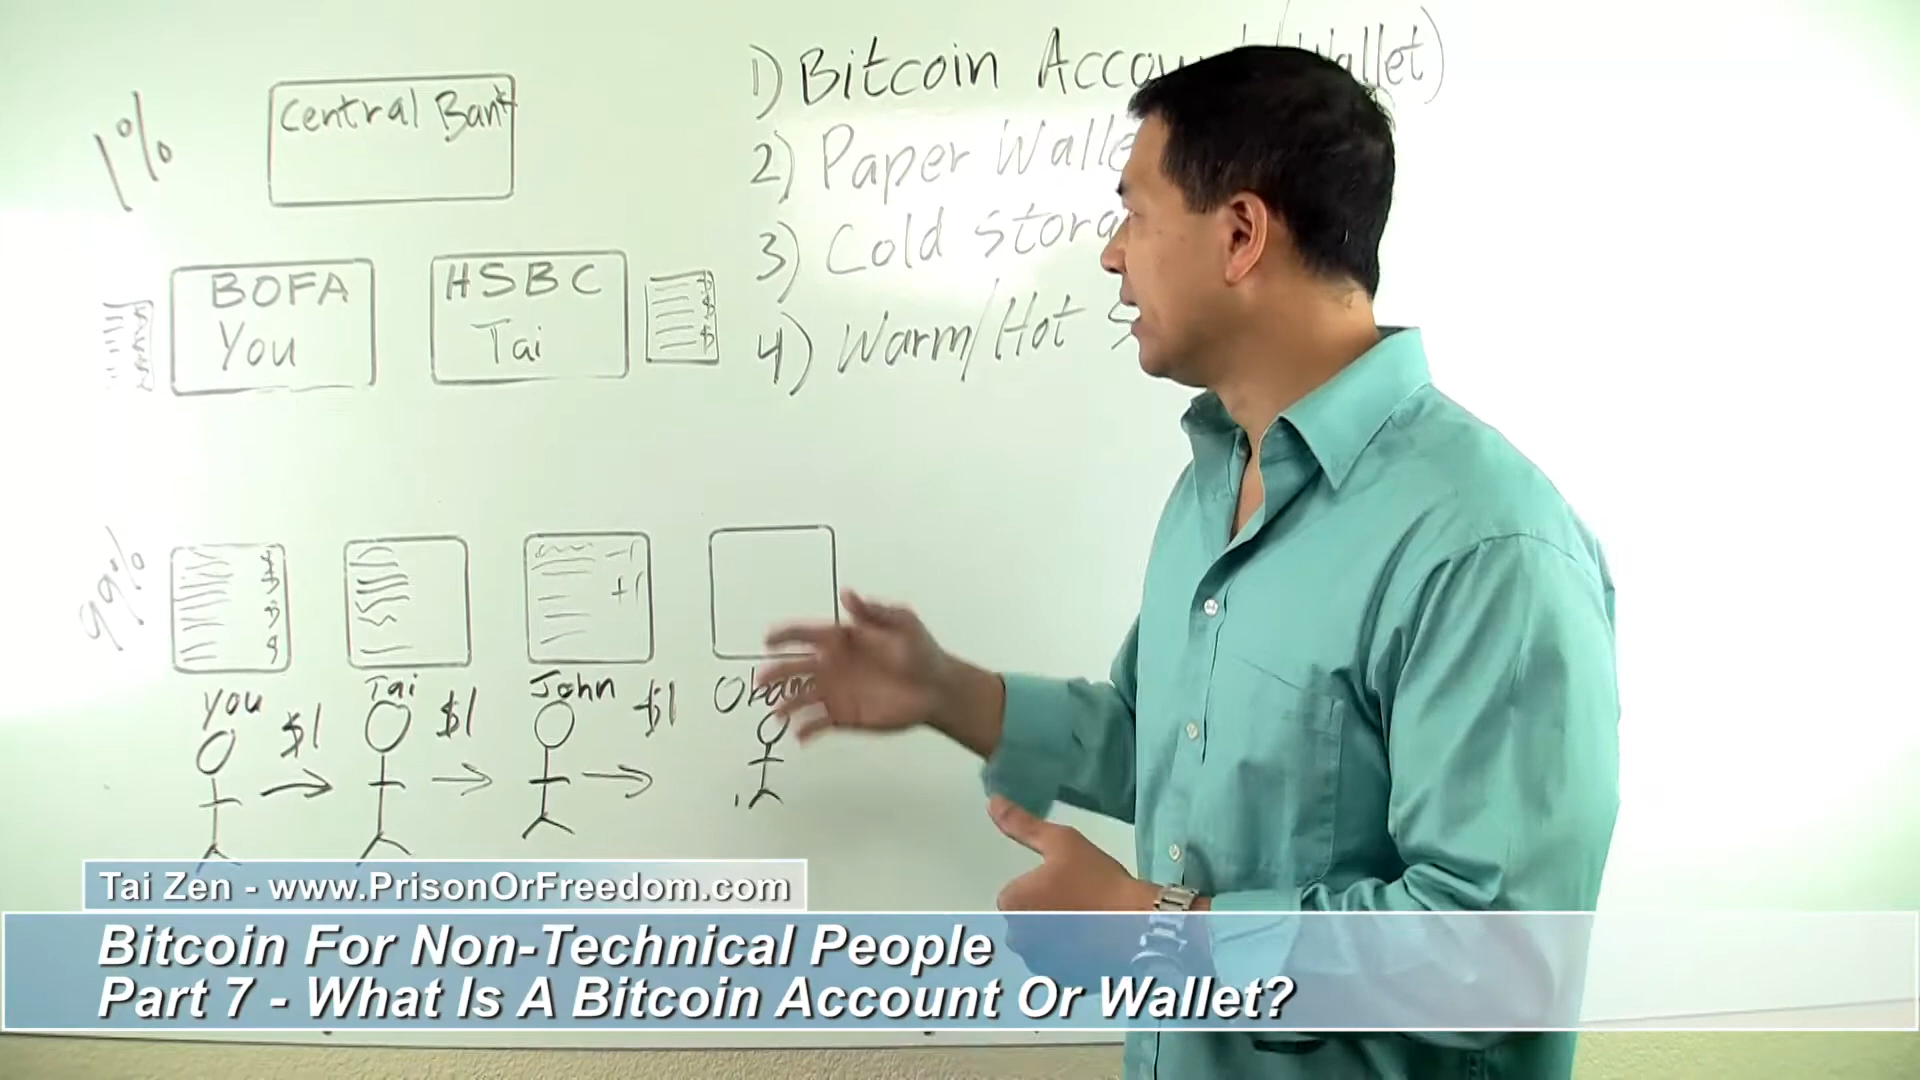 1%
Central Bank
BOFA
You
HSBC
Tai
1) Bitcoin Accou allet)
2) Paper Walle
3) Cold Stora
4) Warm/Hot S
99%
+1
You
$1
Tai
$1
John
$1
Obam
Tai Zen - www.PrisonOrFreedom.com
Bitcoin For Non-Technical People
Part 7 - What Is A Bitcoin Account Or Wallet?